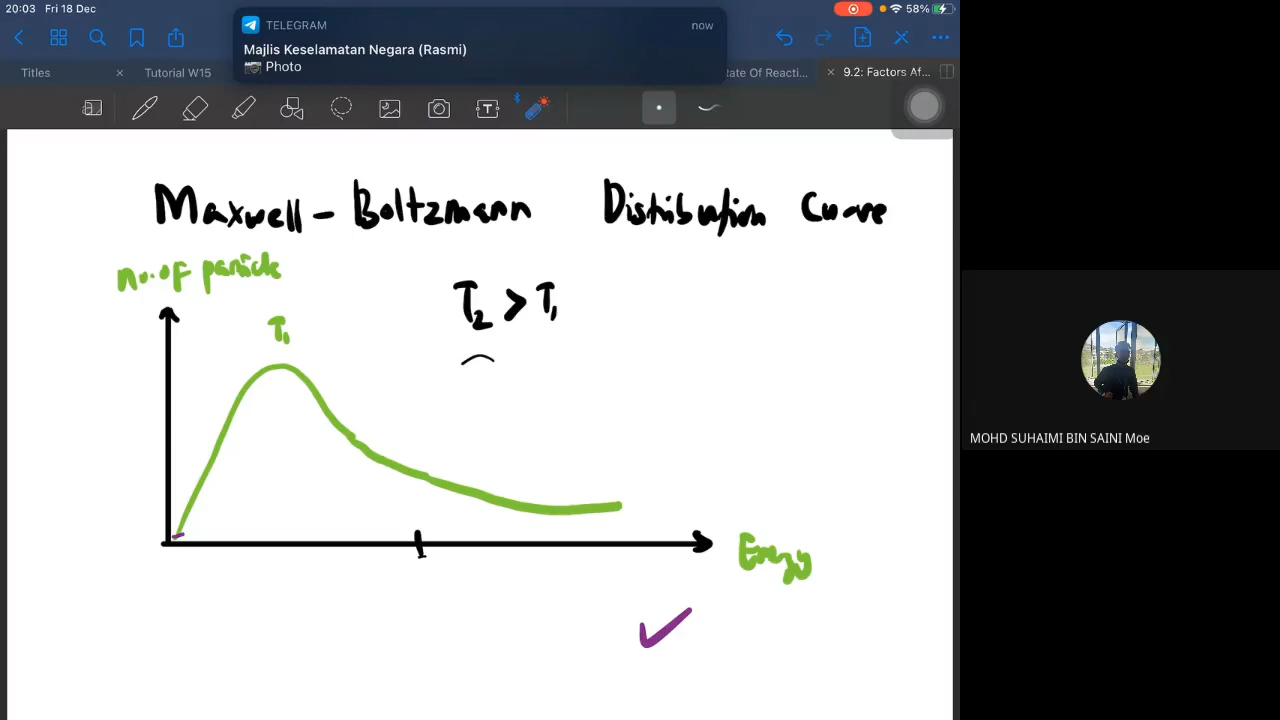 20:03 Fri 18 Dec
58%
TELEGRAM
now
Majlis Keselamatan Negara (Rasmi)
Photo
Titles
Tutorial W15
ate Of Reacti...
9.2: Factors Af...
T
Maxwell - Boltzmann Distribution Curve
no. of particle
T2 > T1
T1
Energy
MOHD SUHAIMI BIN SAINI Moe